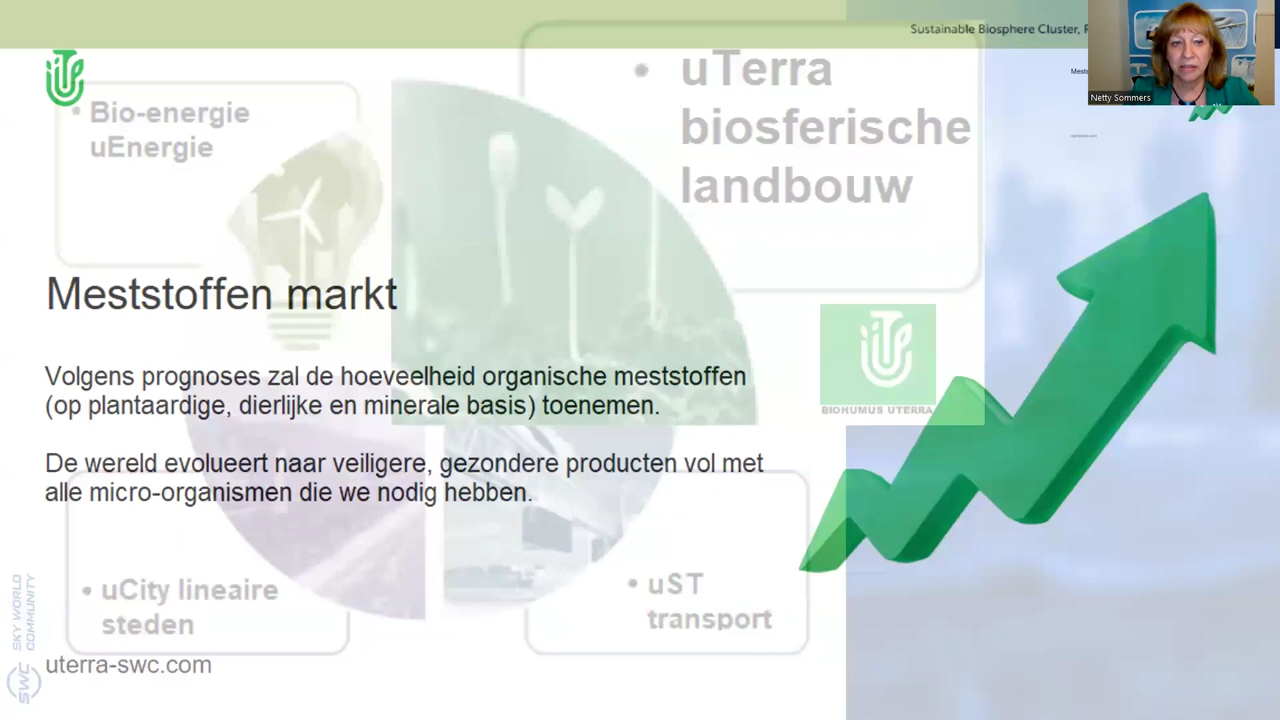 Sustainable Biosphere Cluster,
Netty Sommers
• Bio-energie
uEnergie
• uTerra
biosferische
landbouw
Meststoffen markt
BIOHUMUS UTERRA
Volgens prognoses zal de hoeveelheid organische meststoffen
(op plantaardige, dierlijke en minerale basis) toenemen.
De wereld evolueert naar veiligere, gezondere producten vol met
alle micro-organismen die we nodig hebben.
• uCity lineaire
steden
• uST
transport
SWC SKY WORLD
COMMUNITY
uterra-swc.com